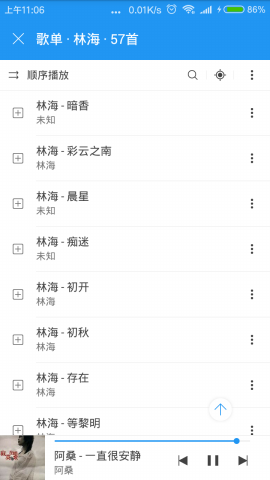 上午11:06 ... 0.01K/s 86%
歌单 · 林海 · 57首
顺序播放
林海 - 暗香
未知
林海 - 彩云之南
林海
林海 - 晨星
未知
林海 - 痴迷
未知
林海 - 初开
林海
林海 - 初秋
林海
林海 - 存在
林海
林海 - 等黎明
阿桑 - 一直很安静
阿桑